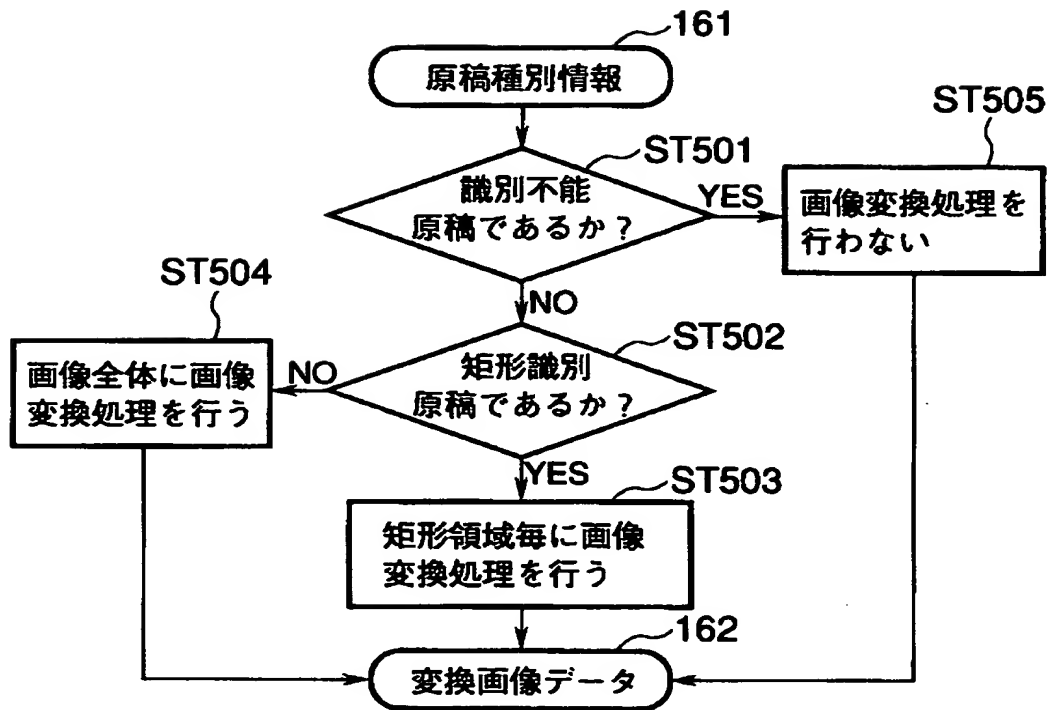 161
原稿種別情報
ST505
ST501
識別不能
原稿であるか?
YES
画像変換処理を
行わない
ST504
NO
ST502
画像全体に画像
変換処理を行う
NO
矩形識別
原稿であるか?
YES
ST503
矩形領域毎に画像
変換処理を行う
162
変換画像データ